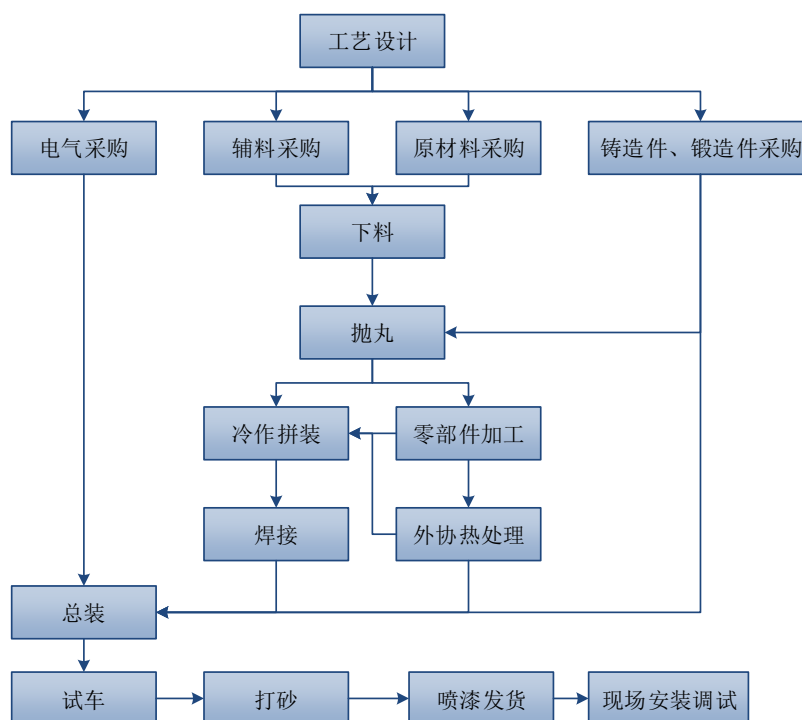 工艺设计
电气采购
辅料采购
原材料采购
铸造件、锻造件采购
下料
抛丸
冷作拼装
零部件加工
焊接
外协热处理
总装
试车
打砂
喷漆发货
现场安装调试